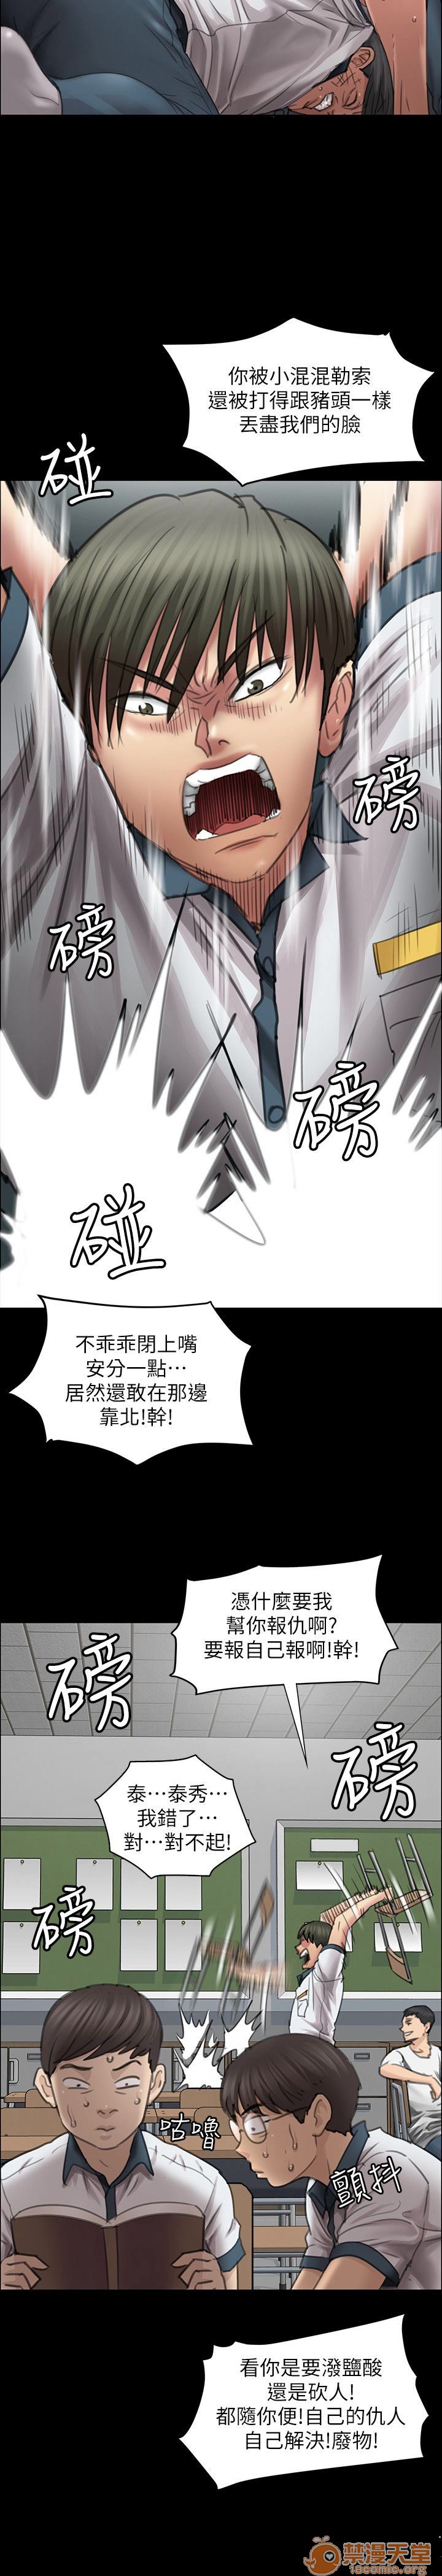 你被小混混勒索
還被打得跟豬頭一樣
丟盡我們的臉
碰
磅
磅
磅
碰
不乖乖閉上嘴
安分一點…
居然還敢在那邊
靠北!幹!
憑什麼要我
幫你報仇啊?
要報自己報啊!幹!
磅
磅
泰…泰秀…
我錯了…
對…對不起!
磅
咕嚕
顫抖
看你是要潑鹽酸
還是砍人!
都隨你便!自己的仇人
自己解決!廢物!
禁漫天堂
18comic.org